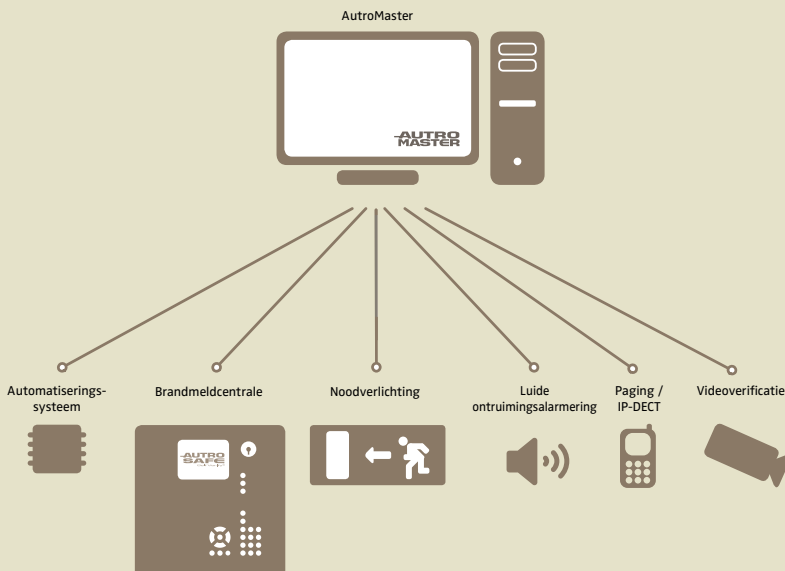 AutroMaster
AUTRO
MASTER
Automatiserings-
systeem
Brandmeldcentrale
Noodverlichting
Luide
ontruimingsalarmering
Paging /
IP-DECT
Videoverificatie
AUTRO
SAFE